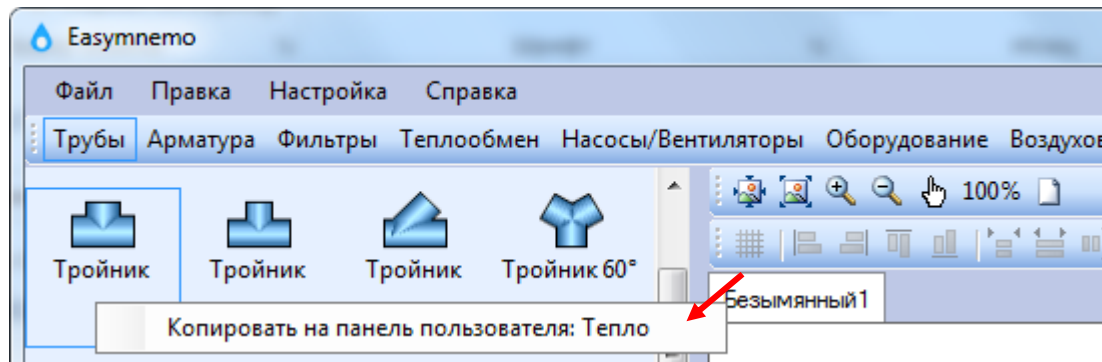 Easymnemo
Файл Правка Настройка Справка
Трубы Арматура Фильтры Теплообмен Насосы/Вентиляторы Оборудование Воздухов
100%
Тройник Тройник Тройник Тройник 60°
Безымянный1
Копировать на панель пользователя: Тепло